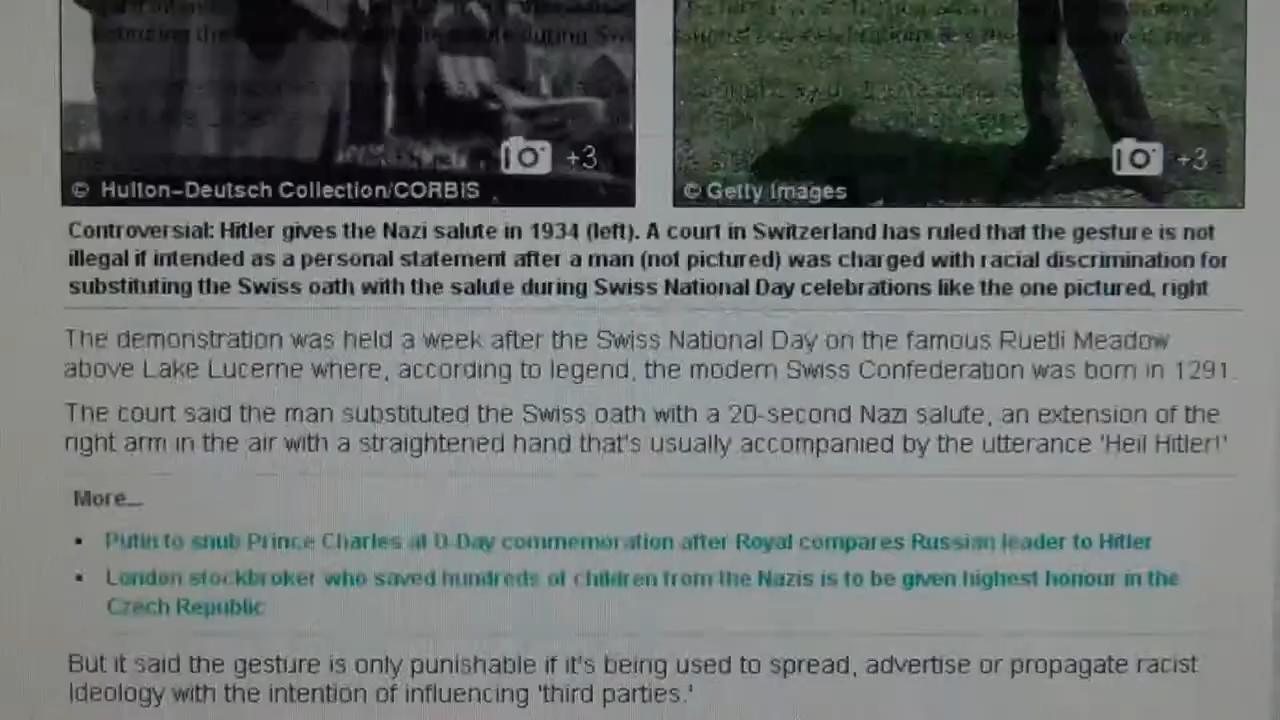 +3
+3
© Hulton-Deutsch Collection/CORBIS
© Getty Images
Controversial: Hitler gives the Nazi salute in 1934 (left). A court in Switzerland has ruled that the gesture is not
illegal if intended as a personal statement after a man (not pictured) was charged with racial discrimination for
substituting the Swiss oath with the salute during Swiss National Day celebrations like the one pictured, right
The demonstration was held a week after the Swiss National Day on the famous Ruetli Meadow
above Lake Lucerne where, according to legend, the modern Swiss Confederation was born in 1291.
The court said the man substituted the Swiss oath with a 20-second Nazi salute, an extension of the
right arm in the air with a straightened hand that's usually accompanied by the utterance 'Heil Hitler!'
More...
• Putin to snub Prince Charles at D-Day commemoration after Royal compares Russian leader to Hitler
• London stockbroker who saved hundreds of children from the Nazis is to be given highest honour in the
Czech Republic
But it said the gesture is only punishable if it's being used to spread, advertise or propagate racist
ideology with the intention of influencing 'third parties.'